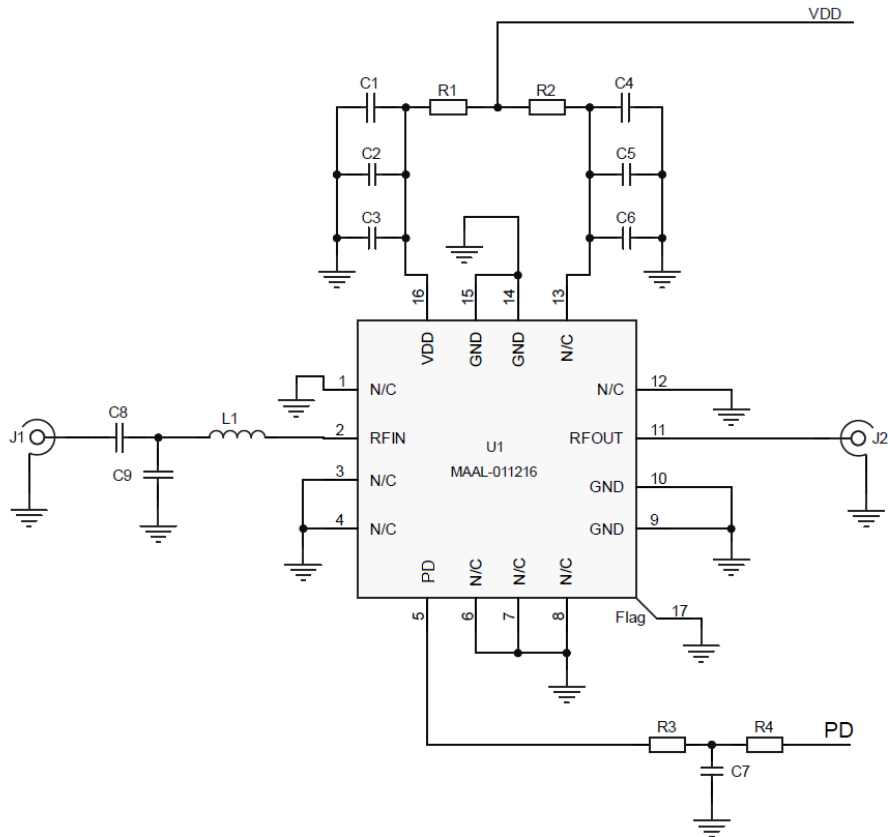 VDD
C1
R1
R2
C4
C2
C5
C3
C6
16
15
14
13
VDD
GND
GND
N/C
1
N/C
N/C
12
J1
C8
L1
2
RFIN
RFOUT
11
J2
U1
MAAL-011216
C9
3
N/C
GND
10
4
N/C
GND
9
PD
N/C
N/C
N/C
5
6
7
8
Flag
17
R3
R4
PD
C7